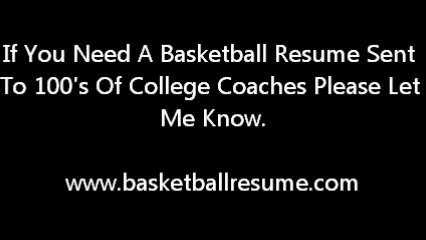 If You Need A Basketball Resume Sent
To 100's Of College Coaches Please Let
Me Know.
www.basketballresume.com